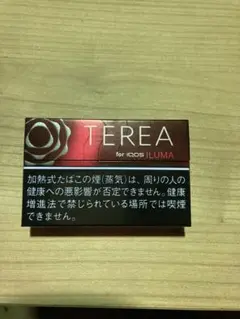 TEREA
for IQOS ILUMA
加熱式たばこの煙(蒸気)は、周りの人の
健康への悪影響が否定できません。健康
増進法で禁じられている場所では喫煙
できません。